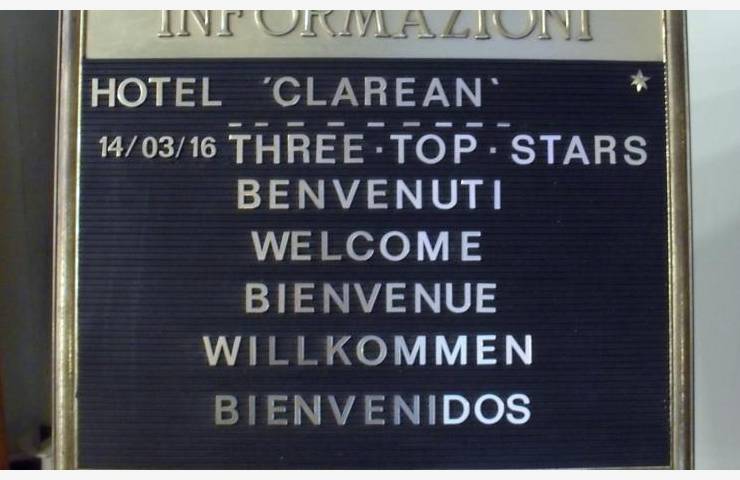 INFORMAZIONI
HOTEL 'CLAREAN`
14/03/16 THREE·TOP·STARS
BENVENUTI
WELCOME
BIENVENUE
WILLKOMMEN
BIENVENIDOS